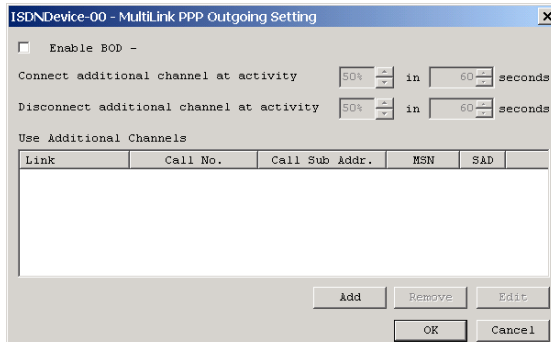 ISDNDevice-00 - MultiLink PPP Outgoing Setting
Enable BOD -
Connect additional channel at activity 50% in 60 seconds
Disconnect additional channel at activity 50% in 60 seconds
Use Additional Channels
Link Call No. Call Sub Addr. MSN SAD
Add Remove Edit
OK Cancel